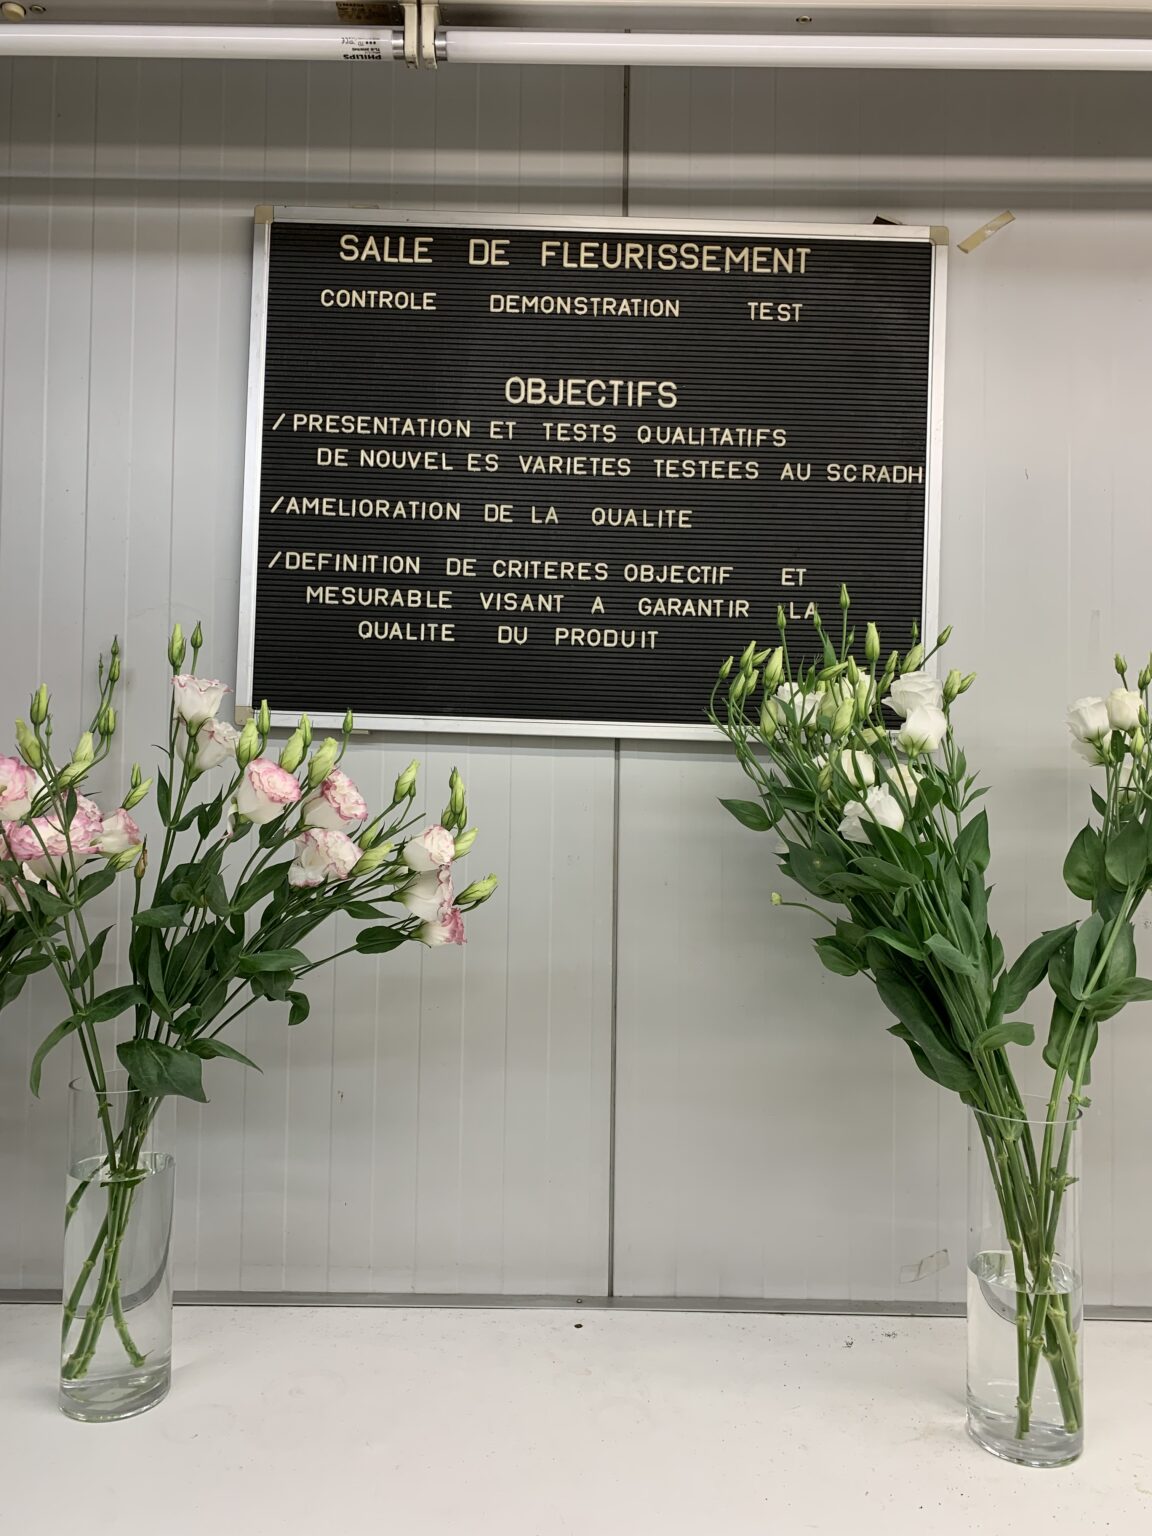 PHILIPS
SALLE DE FLEURISSEMENT
CONTROLE DEMONSTRATION TEST
OBJECTIFS
/PRESENTATION ET TESTS QUALITATIFS
DE NOUVEL ES VARIETES TESTEES AU SCRADH
/AMELIORATION DE LA QUALITE
/DEFINITION DE CRITERES OBJECTIF ET
MESURABLE VISANT A GARANTIR LA
QUALITE DU PRODUIT